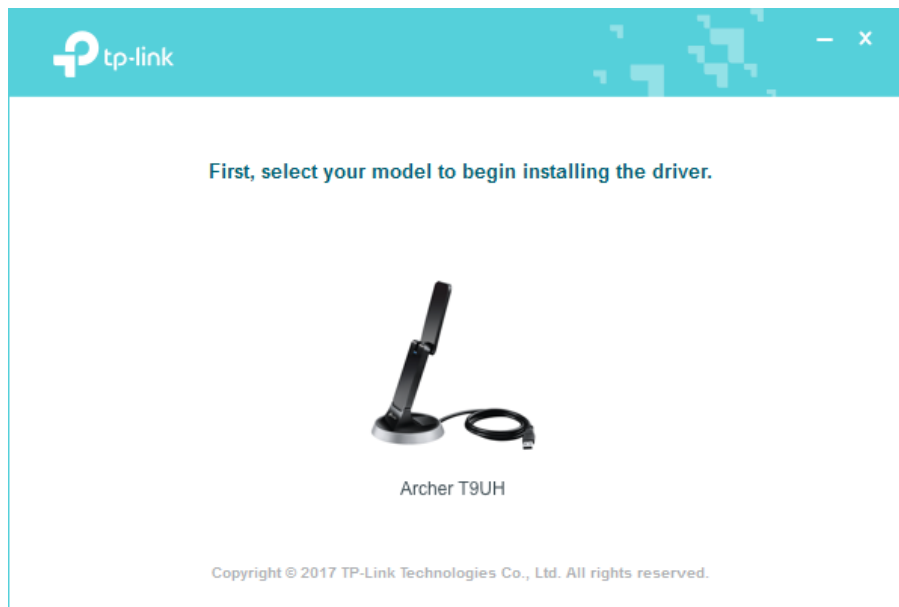 tp-link
First, select your model to begin installing the driver.
Archer T9UH
Copyright © 2017 TP-Link Technologies Co., Ltd. All rights reserved.